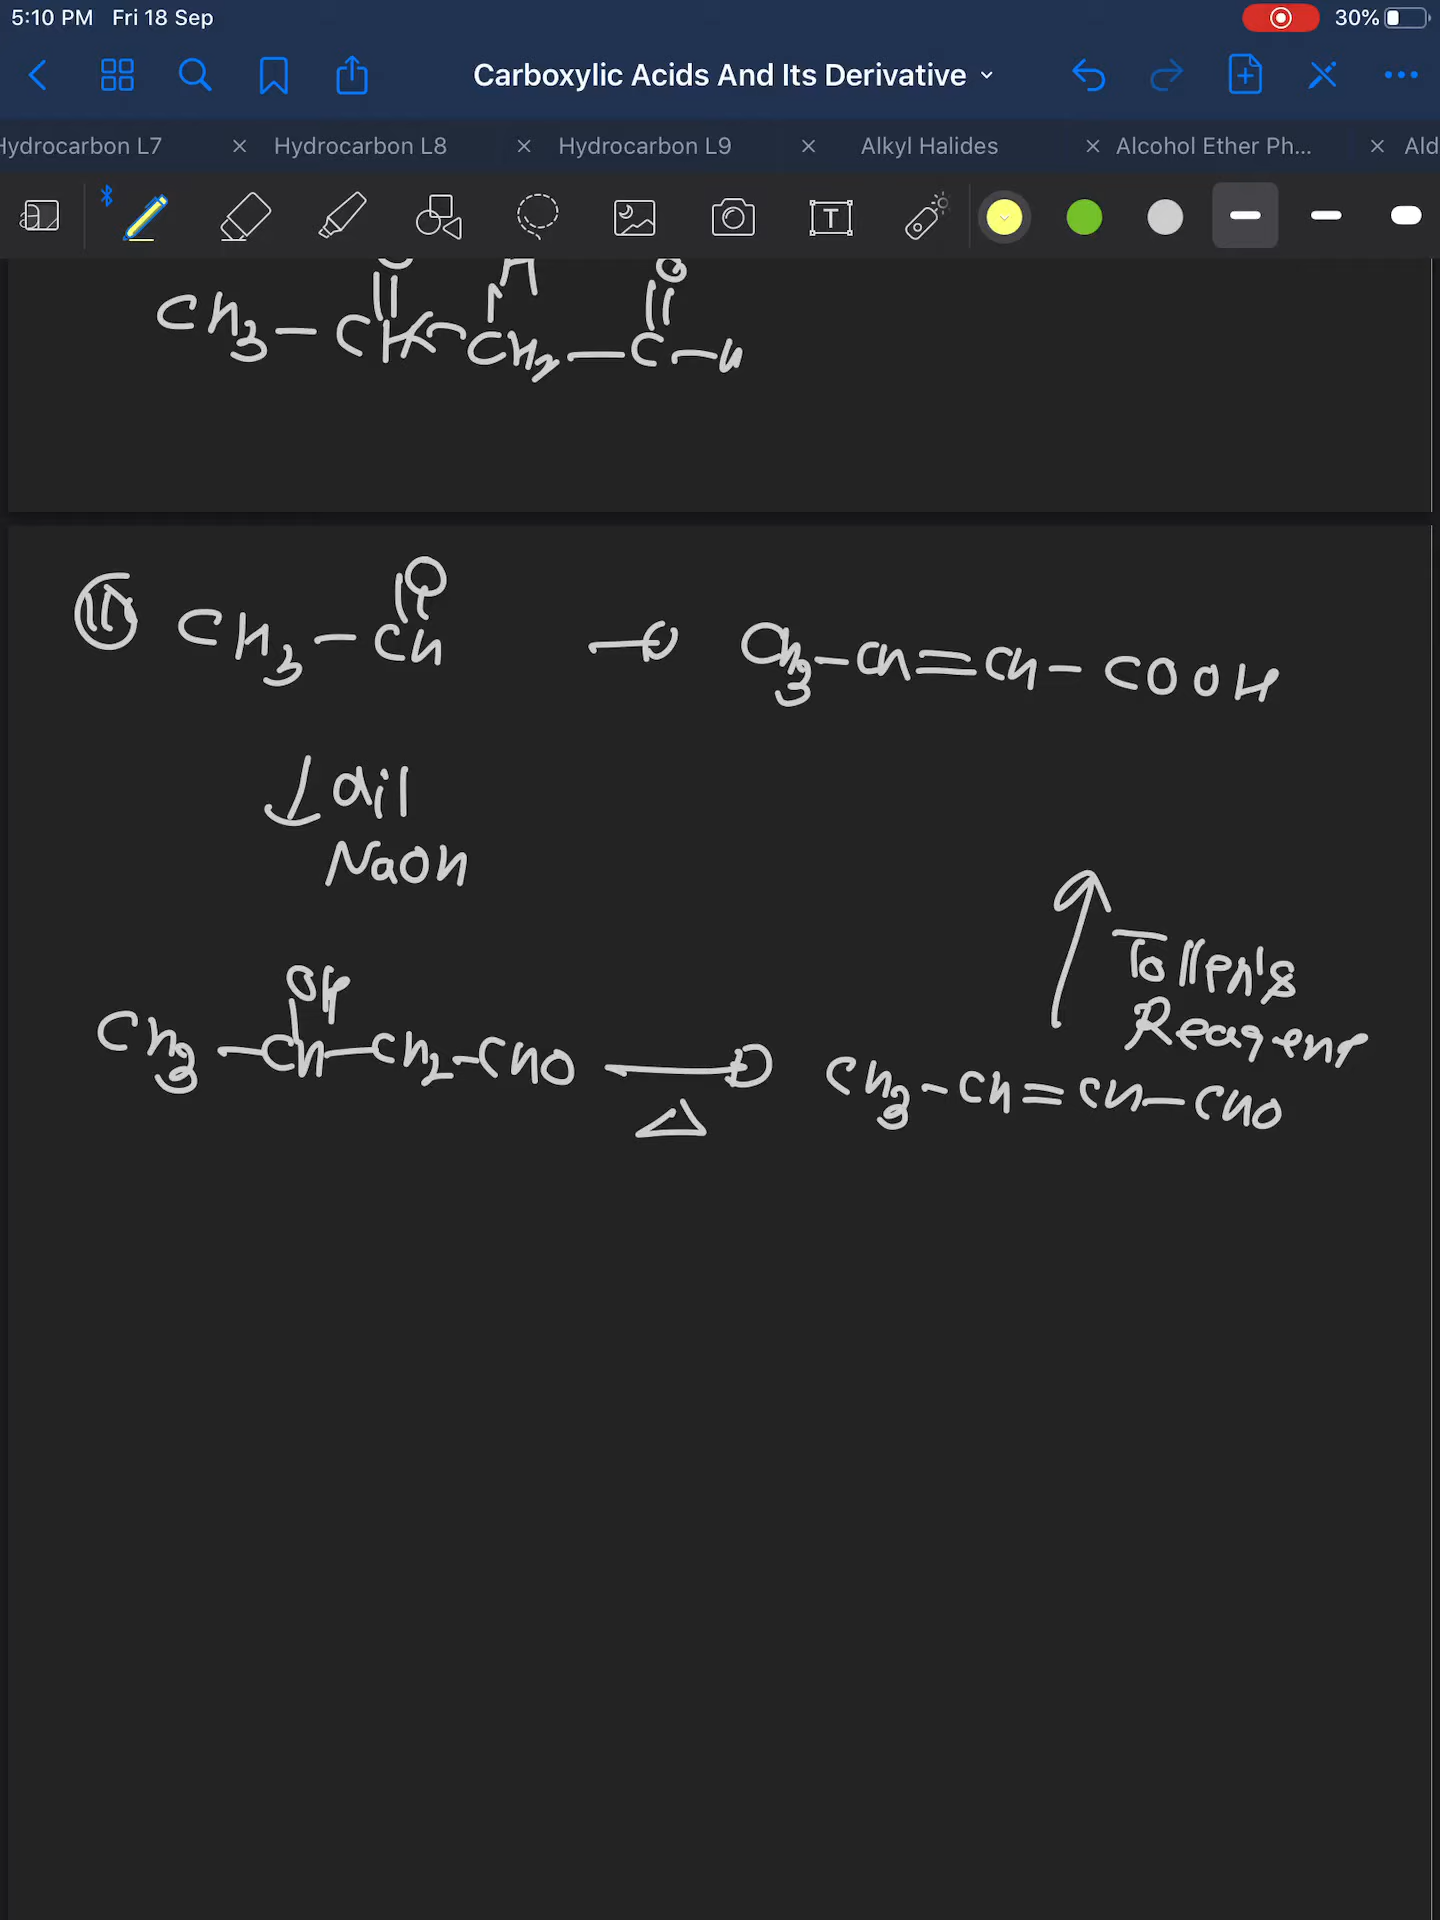 5:10 PM Fri 18 Sep 30%
Carboxylic Acids And Its Derivative
Hydrocarbon L7 × Hydrocarbon L8 × Hydrocarbon L9 × Alkyl Halides × Alcohol Ether Ph... × Ald
a T
O H O
CH3 - CH - CH2 - C - H
(11) CH3 - CH → CH3 - CH = CH - COOH
O
↓ dil
NaOH
↑ Tollen's
Reagent
OH
CH3 - CH - CH2 - CHO → CH3 - CH = CH - CHO
Δ